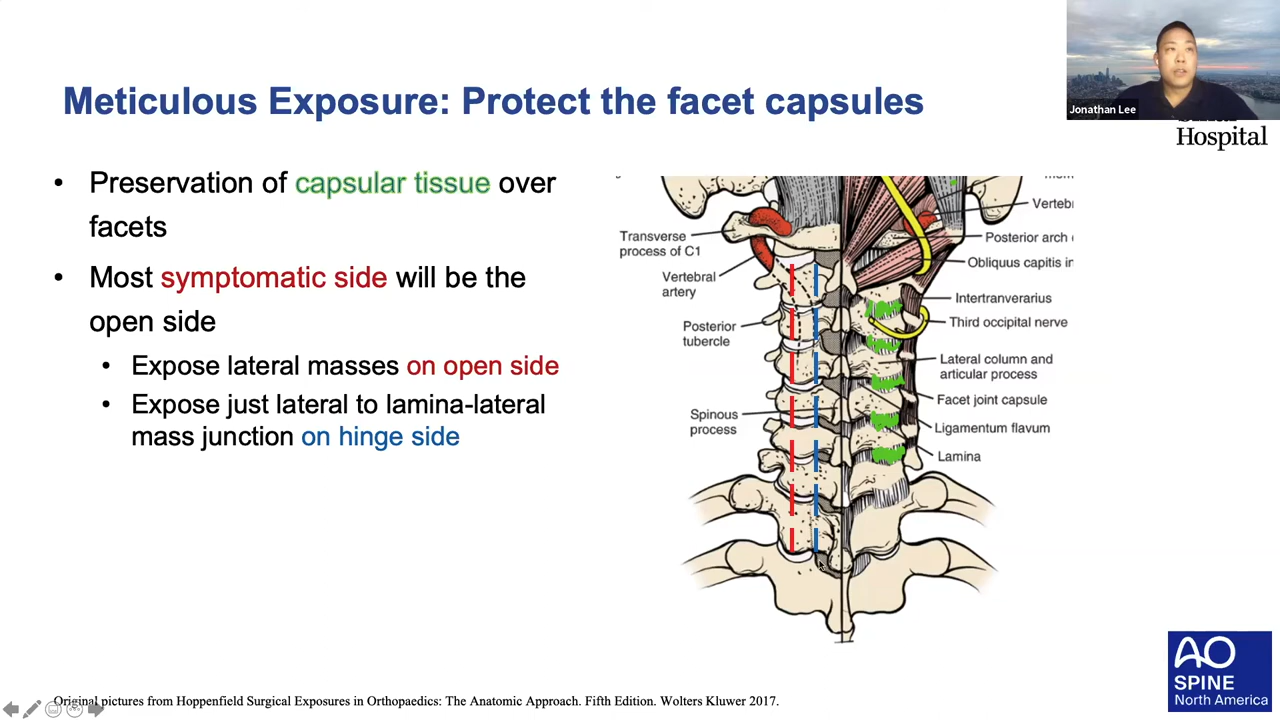 Meticulous Exposure: Protect the facet capsules
Jonathan Lee
Hospital
• Preservation of capsular tissue over
facets
• Most symptomatic side will be the
open side
• Expose lateral masses on open side
• Expose just lateral to lamina-lateral
mass junction on hinge side
Transverse
process of C1
Vertebral
artery
Posterior
tubercle
Spinous
process
Vertebr
Posterior arch
Obliquus capitis in
Intertranverarius
Third occipital nerve
Lateral column and
articular process
Facet joint capsule
Ligamentum flavum
Lamina
AO
SPINE
North America
Original pictures from Hoppenfield Surgical Exposures in Orthopaedics: The Anatomic Approach. Fifth Edition. Wolters Kluwer 2017.